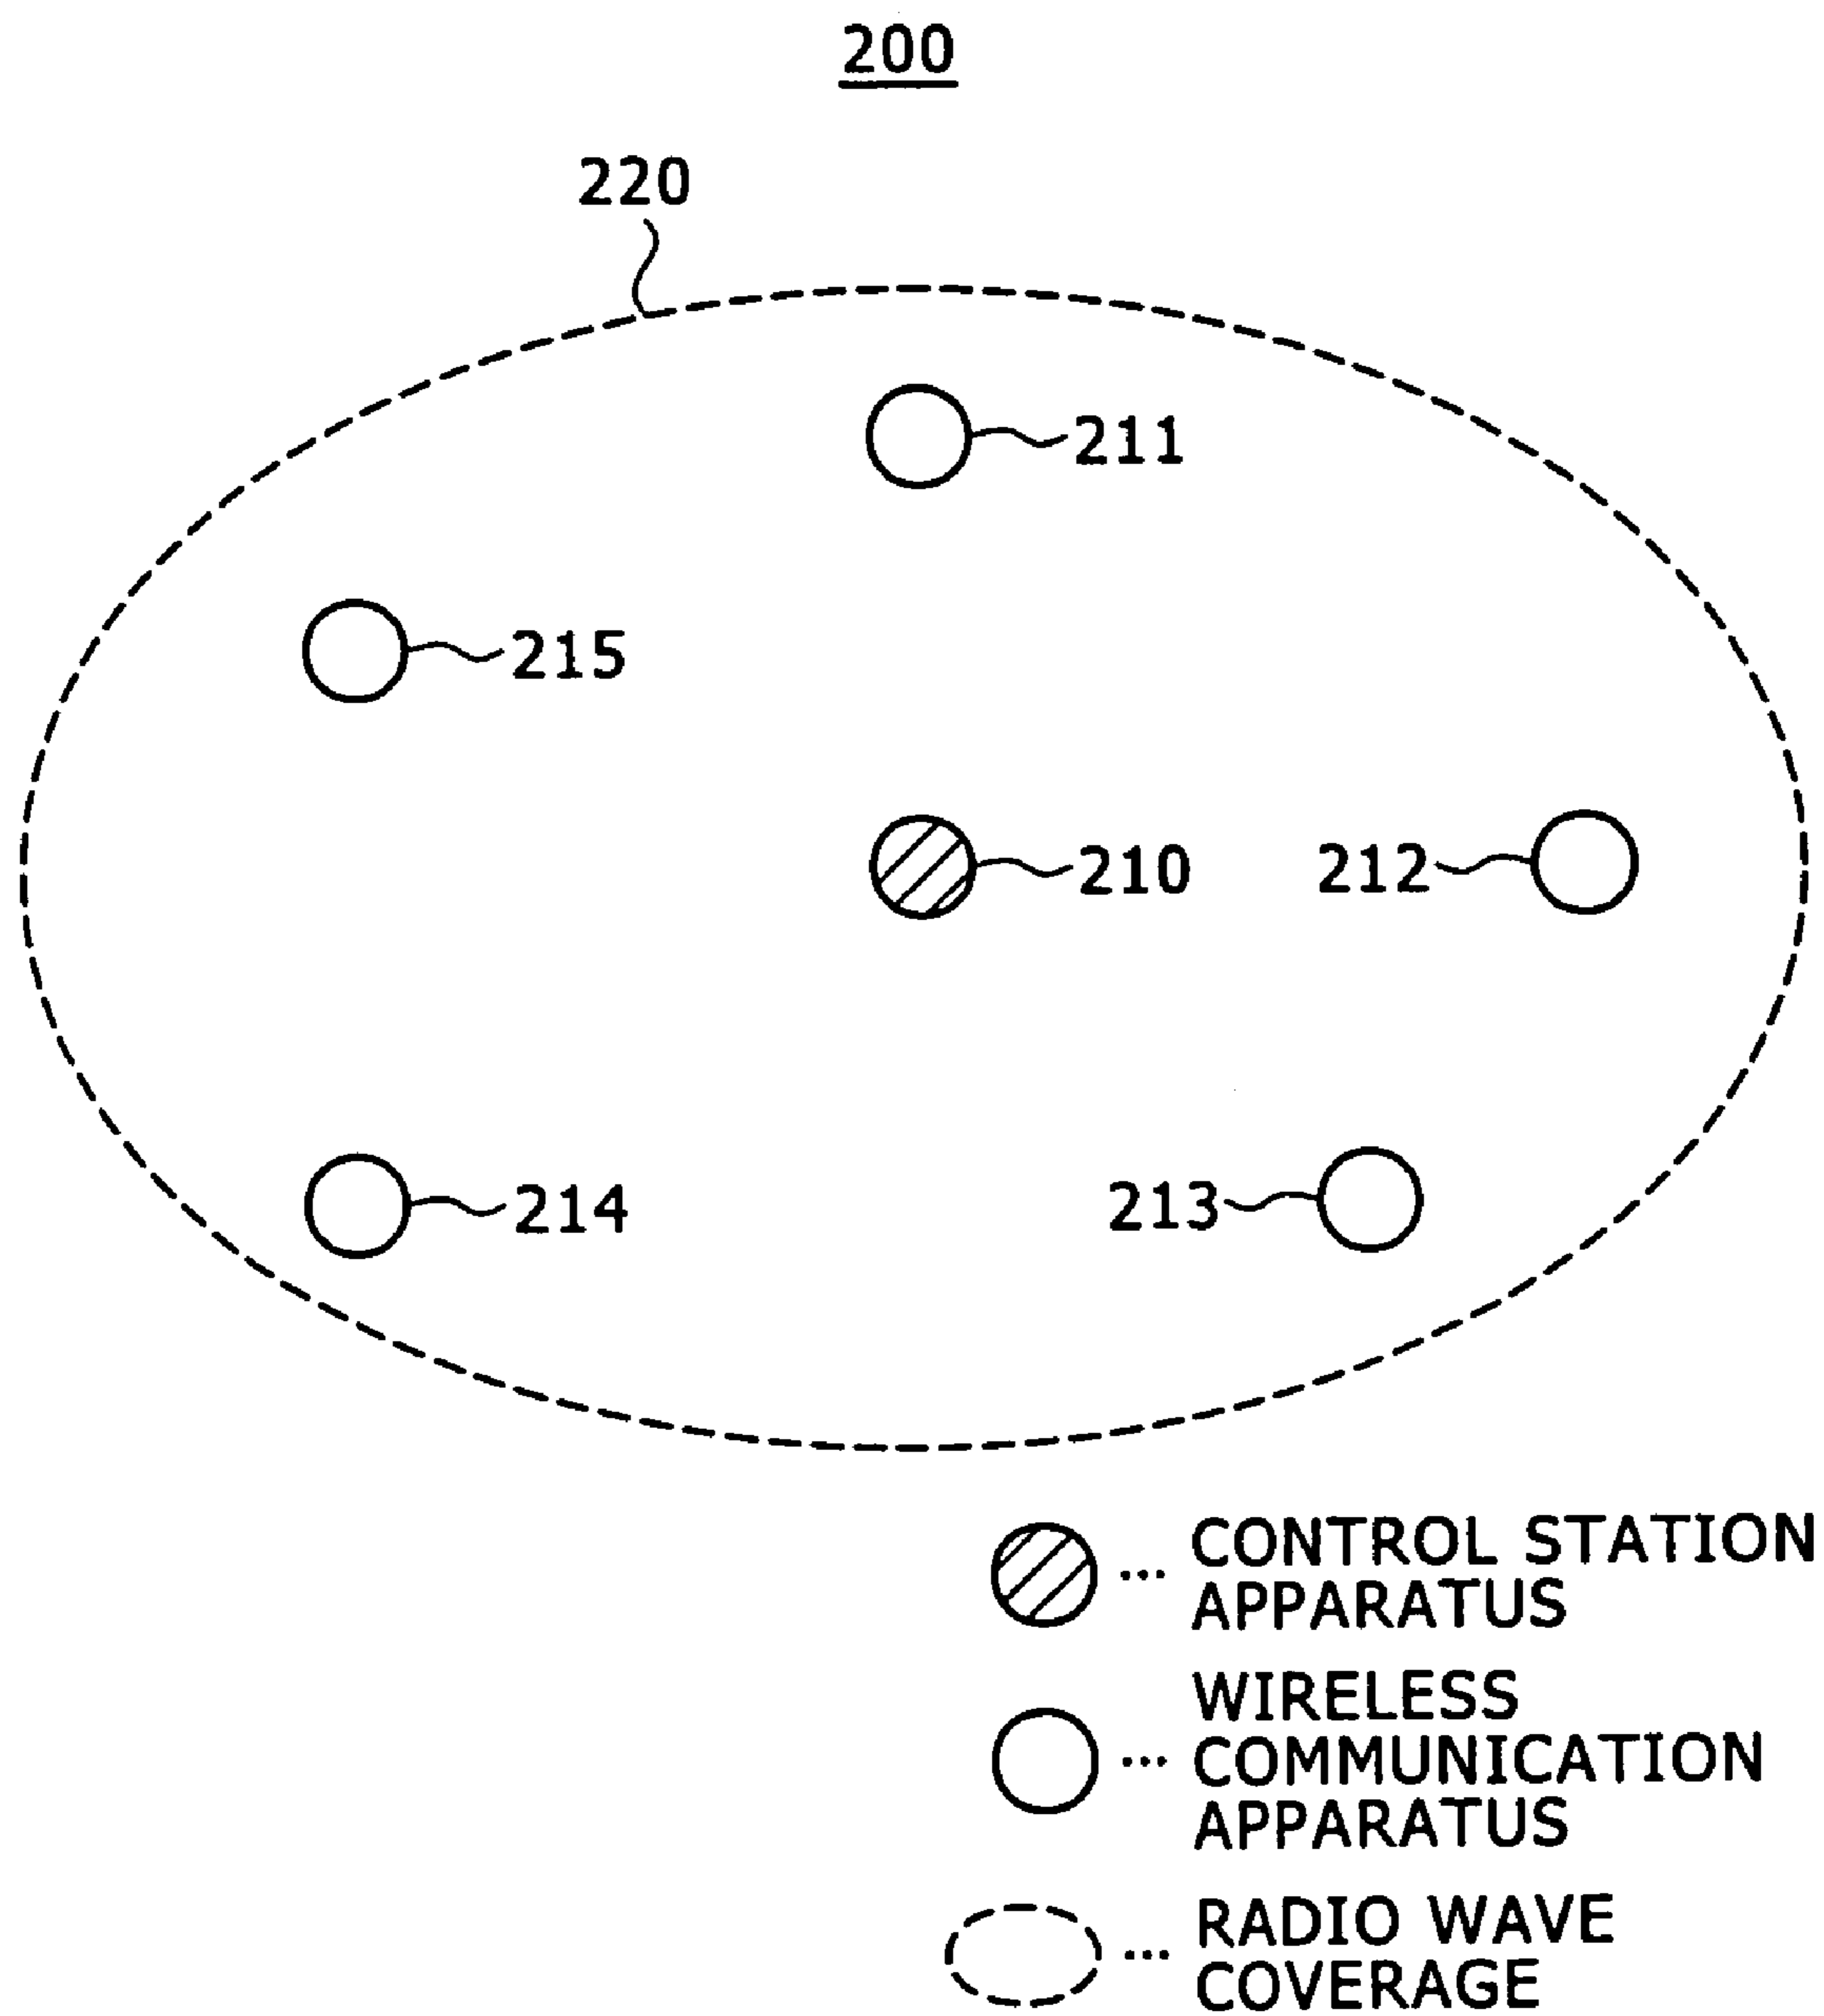 200
220
211
215
210
212
214
213
... CONTROL STATION
APPARATUS
WIRELESS
... COMMUNICATION
APPARATUS
... RADIO WAVE
COVERAGE